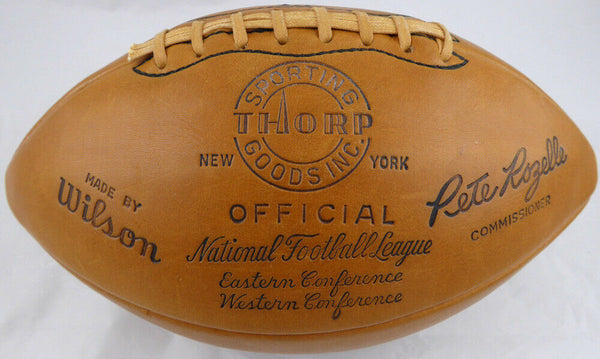 SPORTING
THORP
GOODS INC.
NEW YORK
MADE BY
Wilson
OFFICIAL
National Football League
Eastern Conference
Western Conference
Pete Rozelle
COMMISSIONER